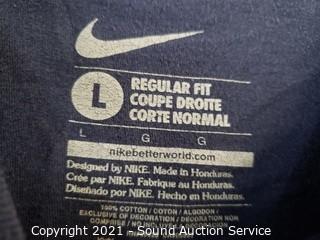 L
REGULAR FIT
COUPE DROITE
CORTE NORMAL
L G G
nikebetterworld.com
Designed by NIKE. Made in Honduras.
Crée par NIKE. Fabrique au Honduras.
Diseñado por NIKE. Hecho en Honduras.
100% COTTON / COTON / ALGODON
EXCLUSIVE OF DECORATION / DECORATION NON
Copyright 2021 - Sound Auction Service